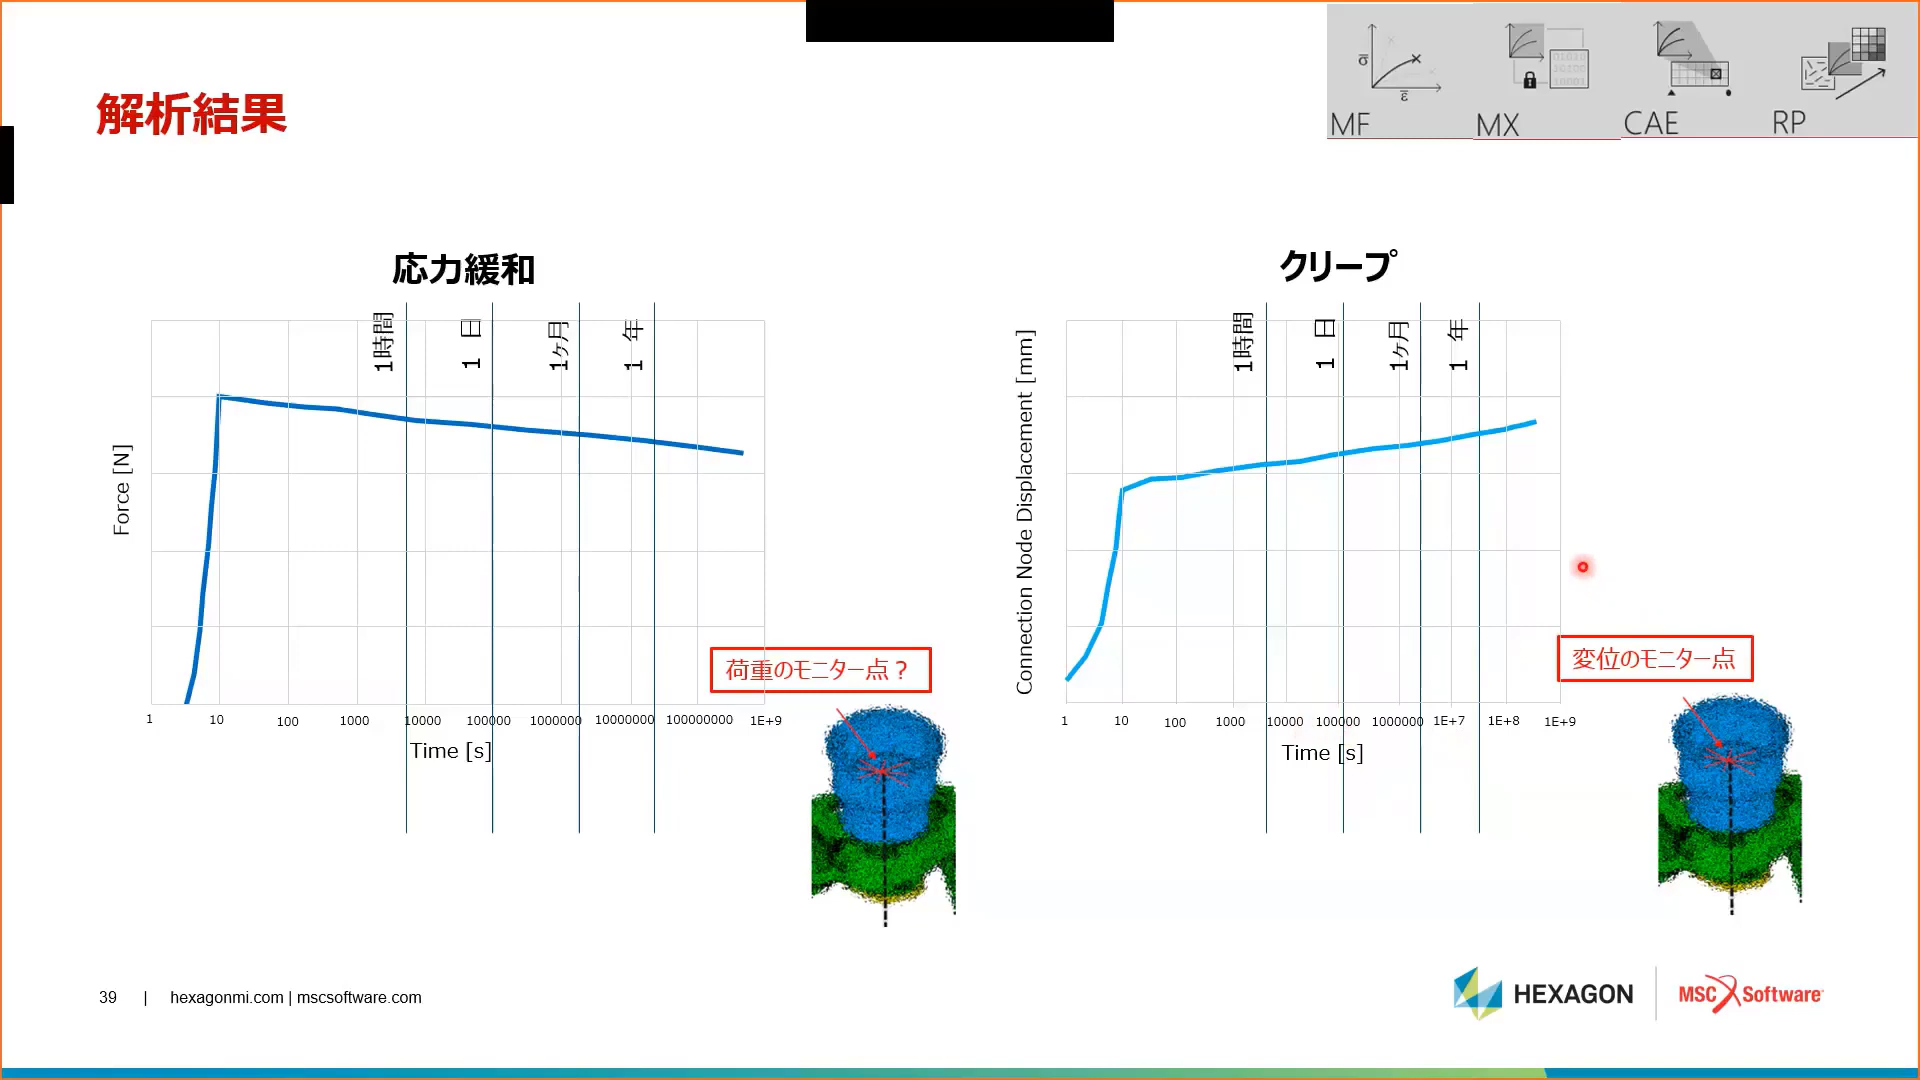 解析結果
σ
ε
MF
MX
CAE
RP
応力緩和
1時間
1 日
1ヶ月
1 年
Force [N]
1 10 100 1000 10000 100000 1000000 10000000 100000000 1E+9
Time [s]
荷重のモニター点？
クリープ
1時間
1 日
1ヶ月
1 年
Connection Node Displacement [mm]
1 10 100 1000 10000 100000 1000000 1E+7 1E+8 1E+9
Time [s]
変位のモニター点
39 | hexagonmi.com | mscsoftware.com
HEXAGON
MSC Software